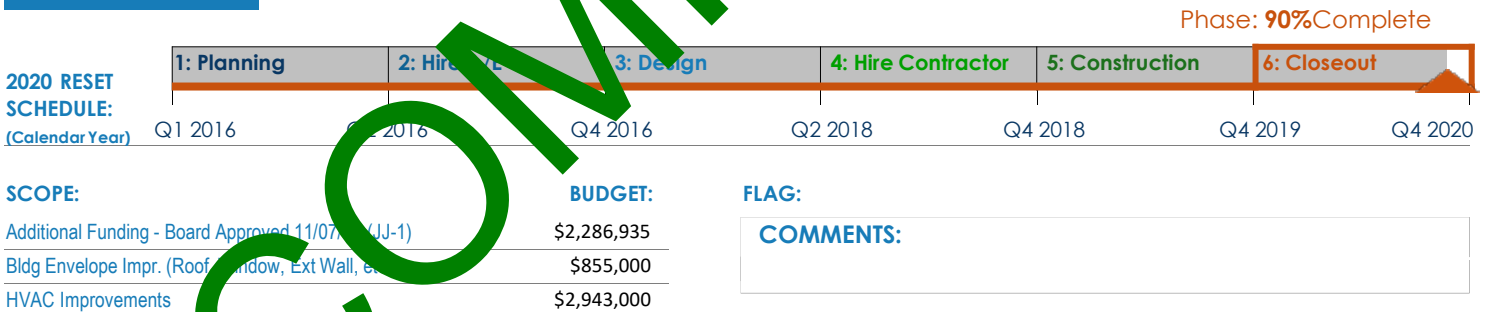 Phase: 90%Complete
1: Planning 2: Hire 3: Design 4: Hire Contractor 5: Construction 6: Closeout
2020 RESET
SCHEDULE:
(Calendar Year)
Q1 2016 2016 Q4 2016 Q2 2018 Q4 2018 Q4 2019 Q4 2020
SCOPE: BUDGET: FLAG:
Additional Funding - Board Approved 11/07/ (JJ-1) $2,286,935
COMMENTS:
Bldg Envelope Impr. (Roof, Window, Ext Wall, $855,000
HVAC Improvements $2,943,000
COM